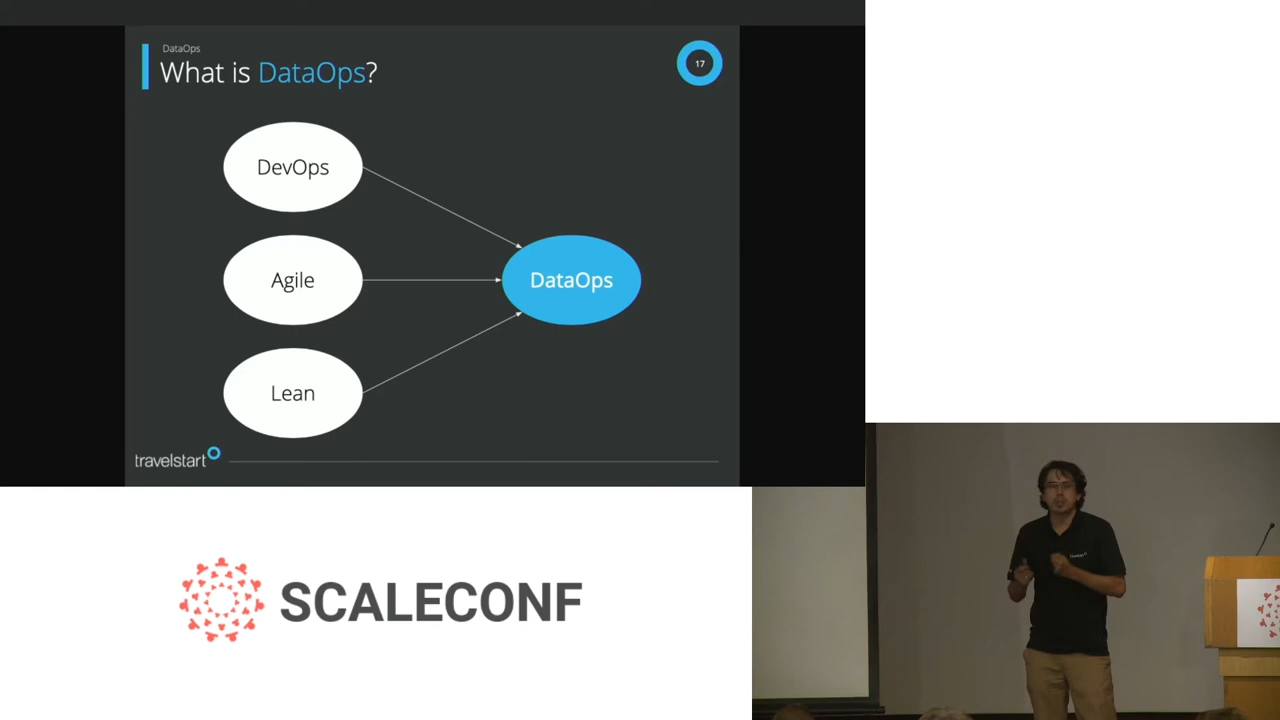 DataOps
What is DataOps?
17
DevOps
Agile
DataOps
Lean
travelstart
SCALECONF